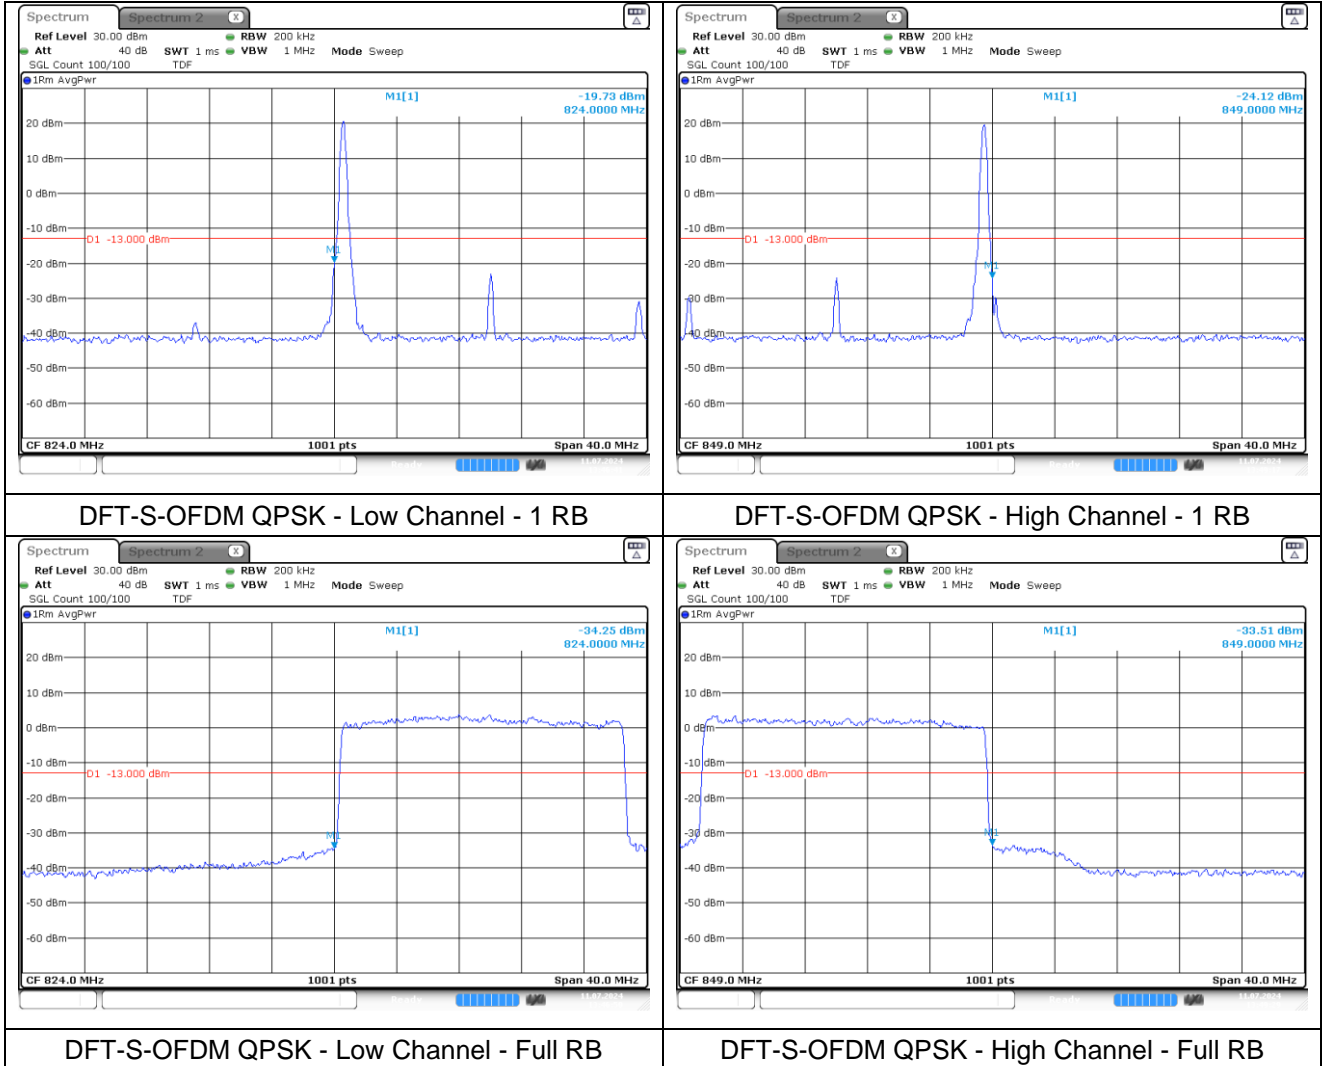 Spectrum Spectrum 2 X
Ref Level 30.00 dBm RBW 200 kHz
Att 40 dB SWT 1 ms VBW 1 MHz Mode Sweep
SGL Count 100/100 TDF
1Rm AvgPwr
M1[1] -19.73 dBm
824.0000 MHz
20 dBm
10 dBm
0 dBm
-10 dBm
D1 -13.000 dBm
M1
-20 dBm
-30 dBm
-40 dBm
-50 dBm
-60 dBm
CF 824.0 MHz 1001 pts Span 40.0 MHz
Ready 11.07.2024
DFT-S-OFDM QPSK - Low Channel - 1 RB
Spectrum Spectrum 2 X
Ref Level 30.00 dBm RBW 200 kHz
Att 40 dB SWT 1 ms VBW 1 MHz Mode Sweep
SGL Count 100/100 TDF
1Rm AvgPwr
M1[1] -24.12 dBm
849.0000 MHz
20 dBm
10 dBm
0 dBm
-10 dBm
D1 -13.000 dBm
-20 dBm
M1
-30 dBm
-40 dBm
-50 dBm
-60 dBm
CF 849.0 MHz 1001 pts Span 40.0 MHz
Ready 11.07.2024
DFT-S-OFDM QPSK - High Channel - 1 RB
Spectrum Spectrum 2 X
Ref Level 30.00 dBm RBW 200 kHz
Att 40 dB SWT 1 ms VBW 1 MHz Mode Sweep
SGL Count 100/100 TDF
1Rm AvgPwr
M1[1] -34.25 dBm
824.0000 MHz
20 dBm
10 dBm
0 dBm
-10 dBm
D1 -13.000 dBm
-20 dBm
-30 dBm
M1
-40 dBm
-50 dBm
-60 dBm
CF 824.0 MHz 1001 pts Span 40.0 MHz
Ready 11.07.2024
DFT-S-OFDM QPSK - Low Channel - Full RB
Spectrum Spectrum 2 X
Ref Level 30.00 dBm RBW 200 kHz
Att 40 dB SWT 1 ms VBW 1 MHz Mode Sweep
SGL Count 100/100 TDF
1Rm AvgPwr
M1[1] -33.51 dBm
849.0000 MHz
20 dBm
10 dBm
0 dBm
-10 dBm
D1 -13.000 dBm
-20 dBm
-30 dBm
M1
-40 dBm
-50 dBm
-60 dBm
CF 849.0 MHz 1001 pts Span 40.0 MHz
Ready 11.07.2024
DFT-S-OFDM QPSK - High Channel - Full RB